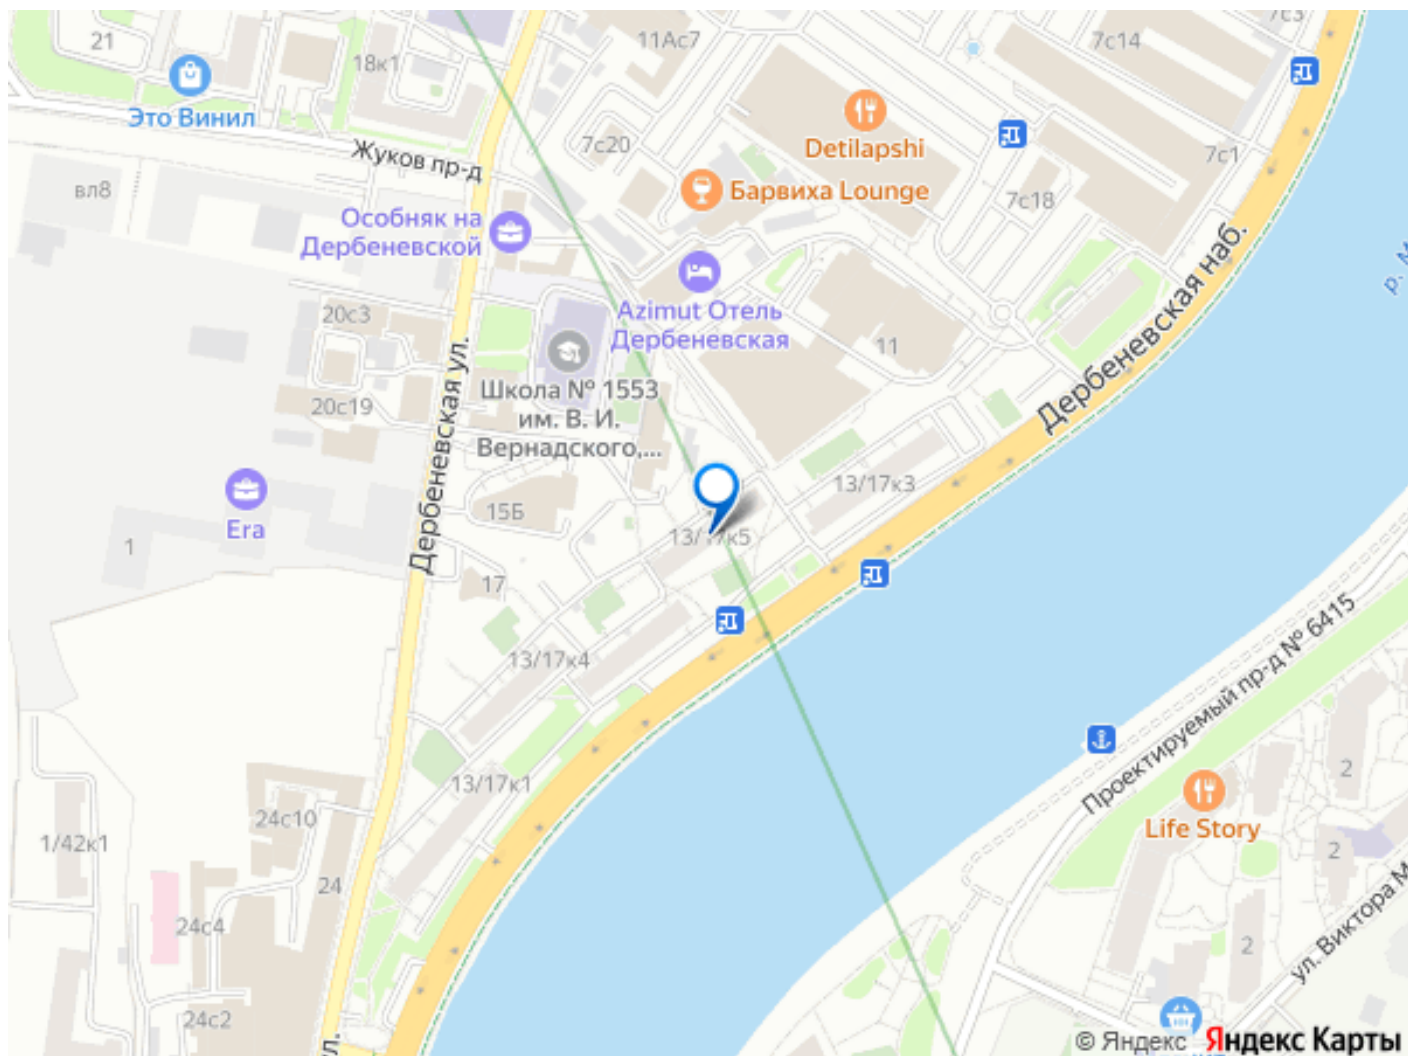 7с3
21
11Ас7
7с14
18к1
Это Винил
Detilapshi
7с20
7с1
Жуков пр-д
вл8
Барвиха Lounge
7с18
Особняк на
Дербеневской
Дербеневская наб.
р. М
Azimut Отель
Дербеневская
20с3
11
Дербеневская ул.
Школа № 1553
им. В. И.
Вернадского,...
20с19
13/17к3
15Б
Era
13/17к5
1
17
Проектируемый пр-д № 6415
13/17к4
2
13/17к1
Life Story
24с10
1/42к1
2
24
24с4
ул. Виктора М
2
24с2
ул.
© Яндекс Яндекс Карты